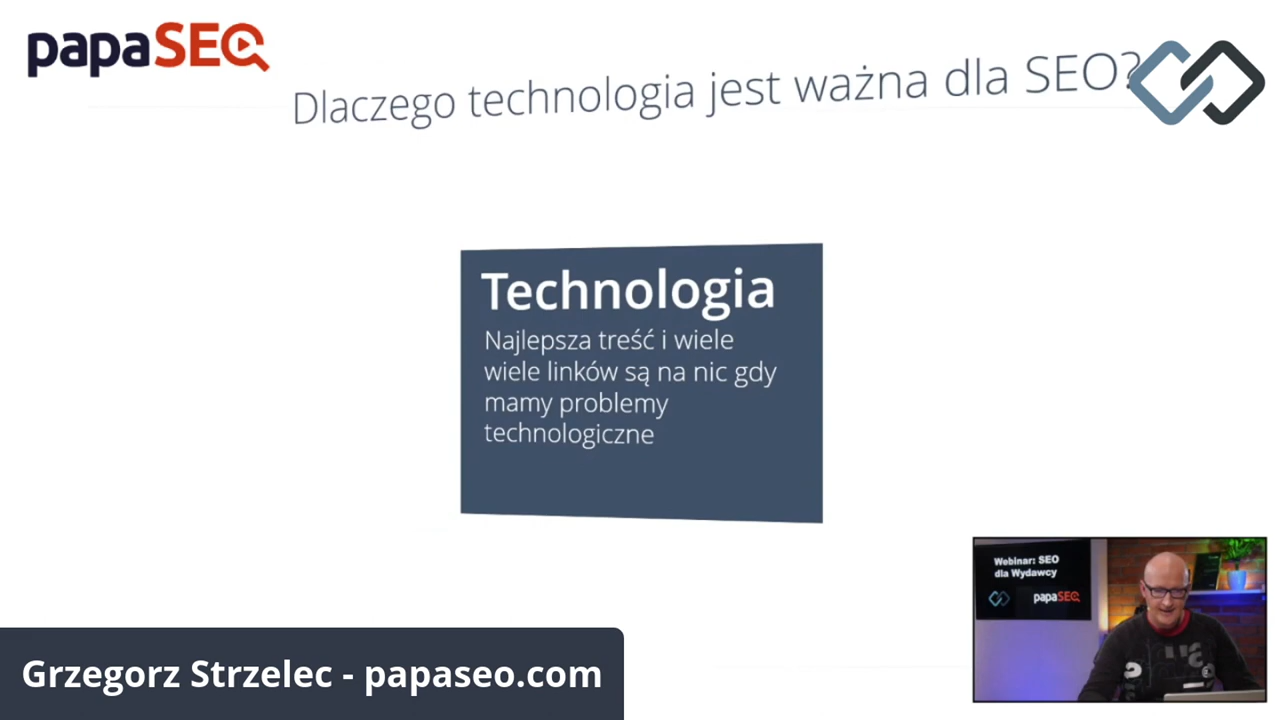 papaSEO
Dlaczego technologia jest ważna dla SEO?
Technologia
Najlepsza treść i wiele
wiele linków są na nic gdy
mamy problemy
technologiczne
Webinar: SEO
dla Wydawcy
papaSEO
Grzegorz Strzelec - papaseo.com